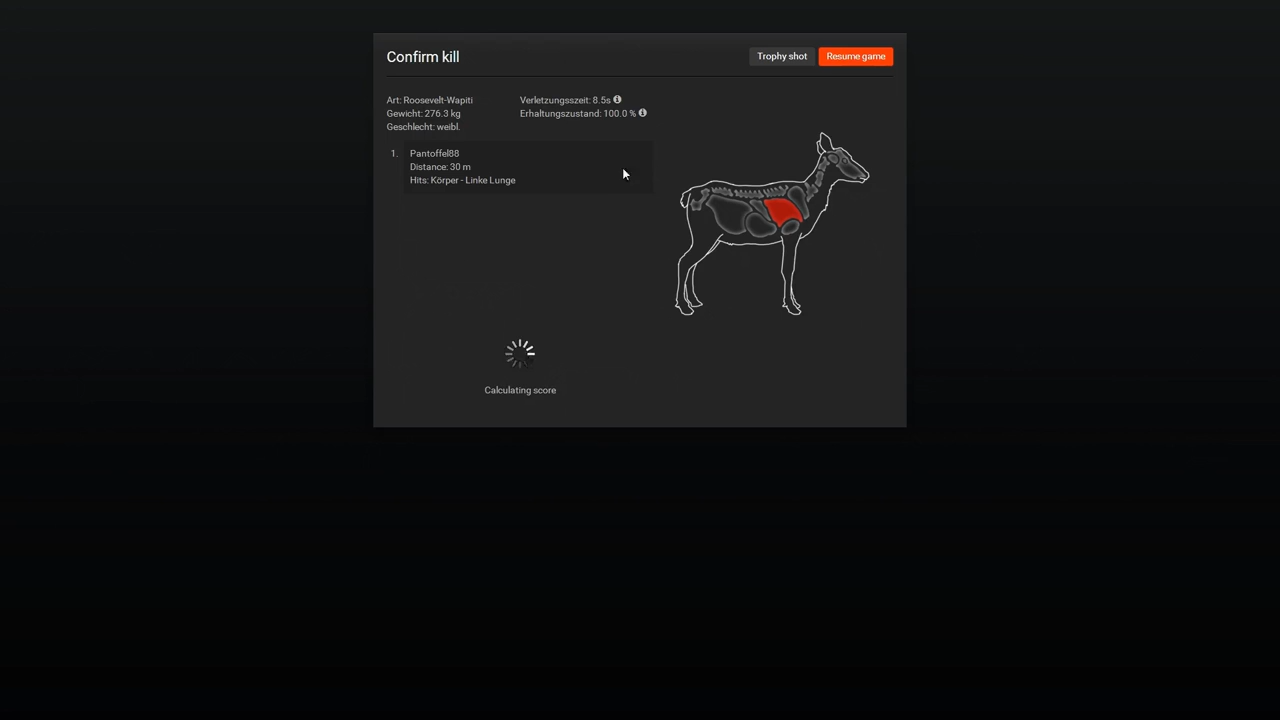 Confirm kill
Trophy shot
Resume game
Art: Roosevelt-Wapiti
Gewicht: 276.3 kg
Geschlecht: weibl.
Verletzungsszeit: 8.5s
Erhaltungszustand: 100.0 %
1.
Pantoffel88
Distance: 30 m
Hits: Körper - Linke Lunge
Calculating score